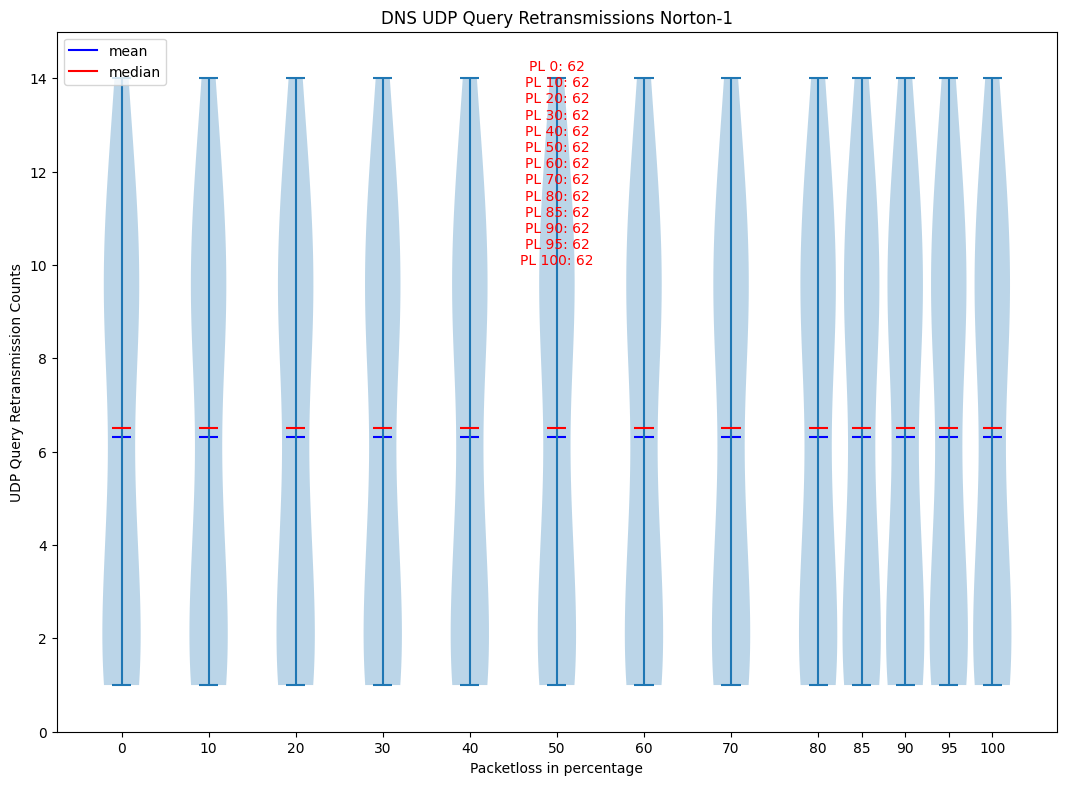 DNS UDP Query Retransmissions Norton-1
mean
median
PL 0: 62
PL 10: 62
PL 20: 62
PL 30: 62
PL 40: 62
PL 50: 62
PL 60: 62
PL 70: 62
PL 80: 62
PL 85: 62
PL 90: 62
PL 95: 62
PL 100: 62
14
12
10
8
6
4
2
0
UDP Query Retransmission Counts
0 10 20 30 40 50 60 70 80 85 90 95 100
Packetloss in percentage